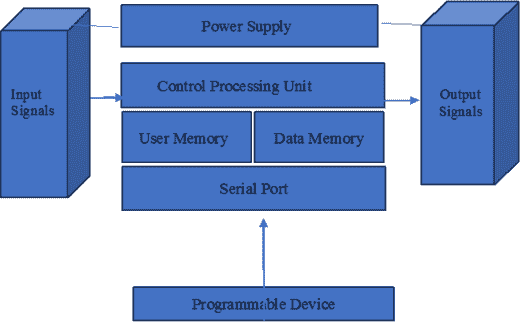 Power Supply
Input
Signals
Control Processing Unit
Output
Signals
User Memory
Data Memory
Serial Port
Programmable Device